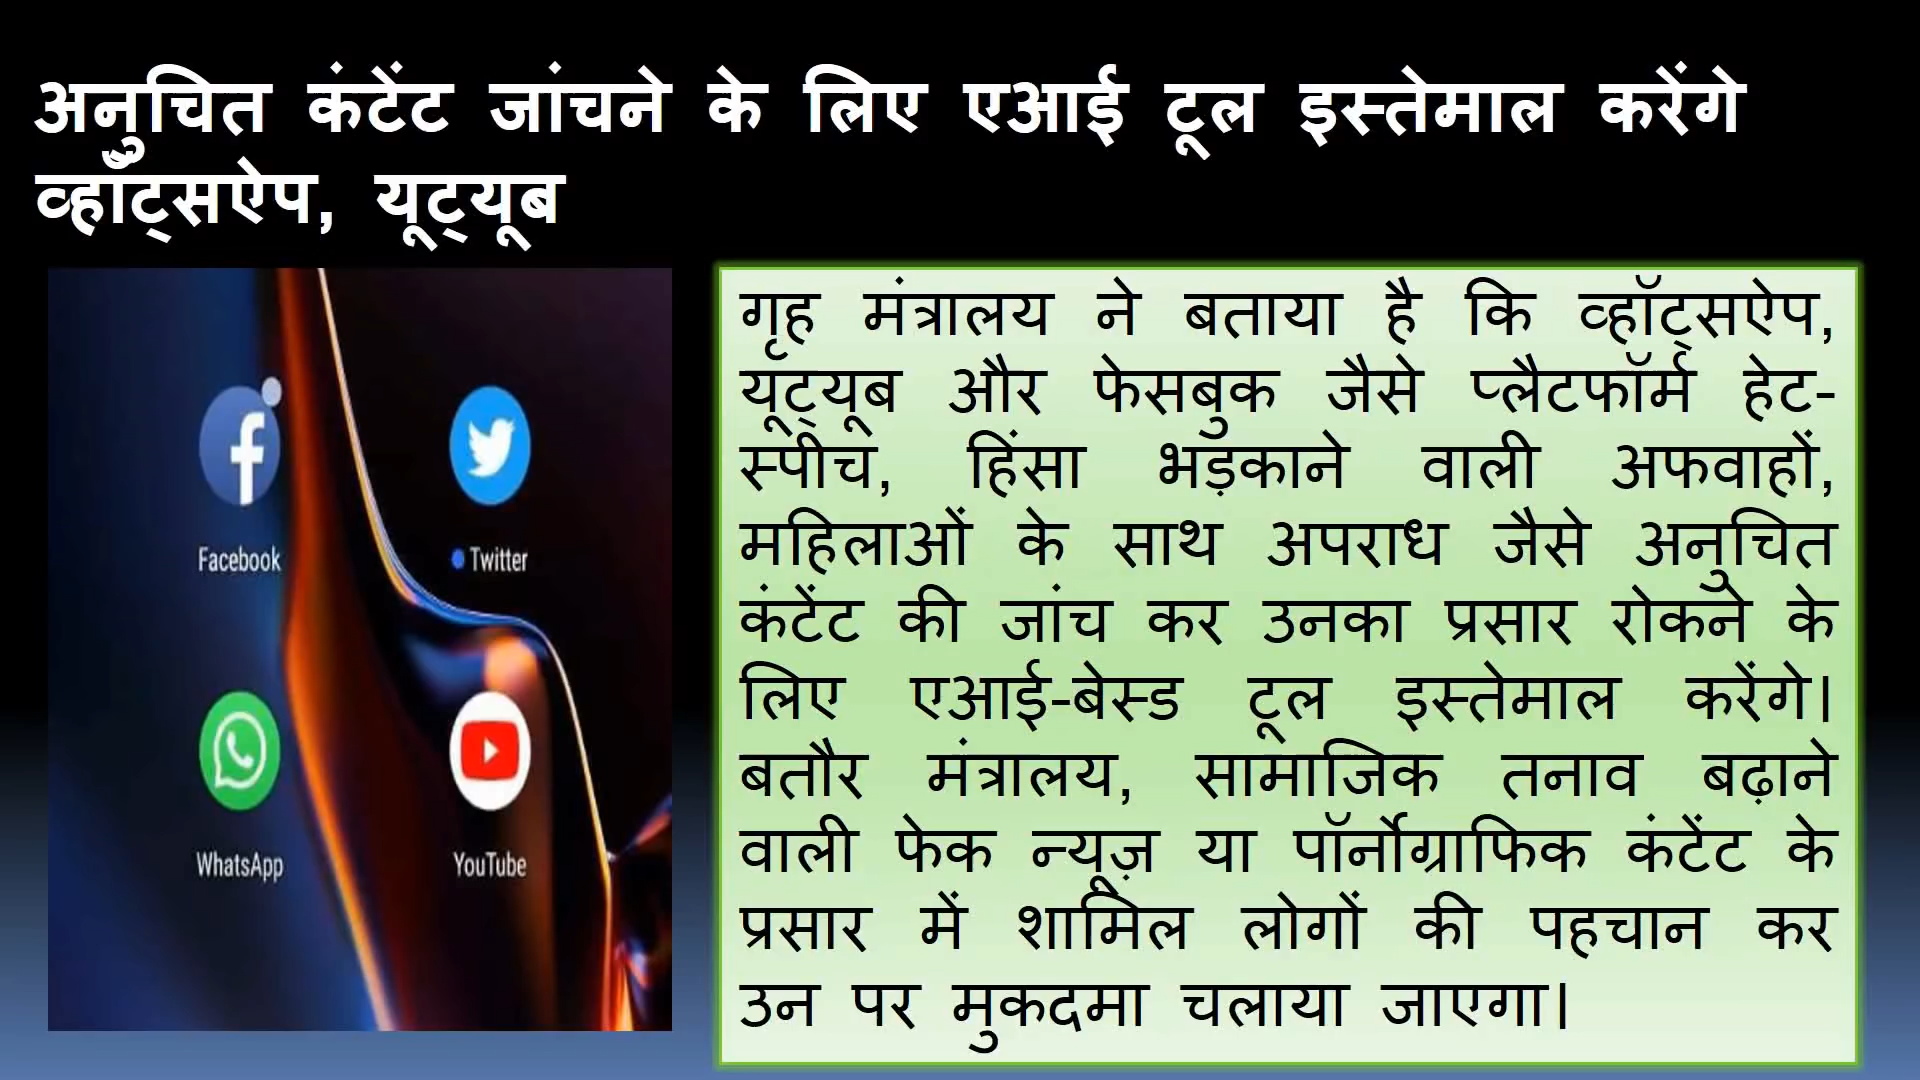 अनुचित कंटेंट जांचने के लिए एआई टूल इस्तेमाल करेंगे
व्हॉट्सऐप, यूट्यूब
Facebook
Twitter
WhatsApp
YouTube
गृह मंत्रालय ने बताया है कि व्हॉट्सऐप,
यूट्यूब और फेसबुक जैसे प्लैटफॉर्म हेट-
स्पीच, हिंसा भड़काने वाली अफवाहों,
महिलाओं के साथ अपराध जैसे अनुचित
कंटेंट की जांच कर उनका प्रसार रोकने के
लिए एआई-बेस्ड टूल इस्तेमाल करेंगे।
बतौर मंत्रालय, सामाजिक तनाव बढ़ाने
वाली फेक न्यूज़ या पॉर्नोग्राफिक कंटेंट के
प्रसार में शामिल लोगों की पहचान कर
उन पर मुकदमा चलाया जाएगा।